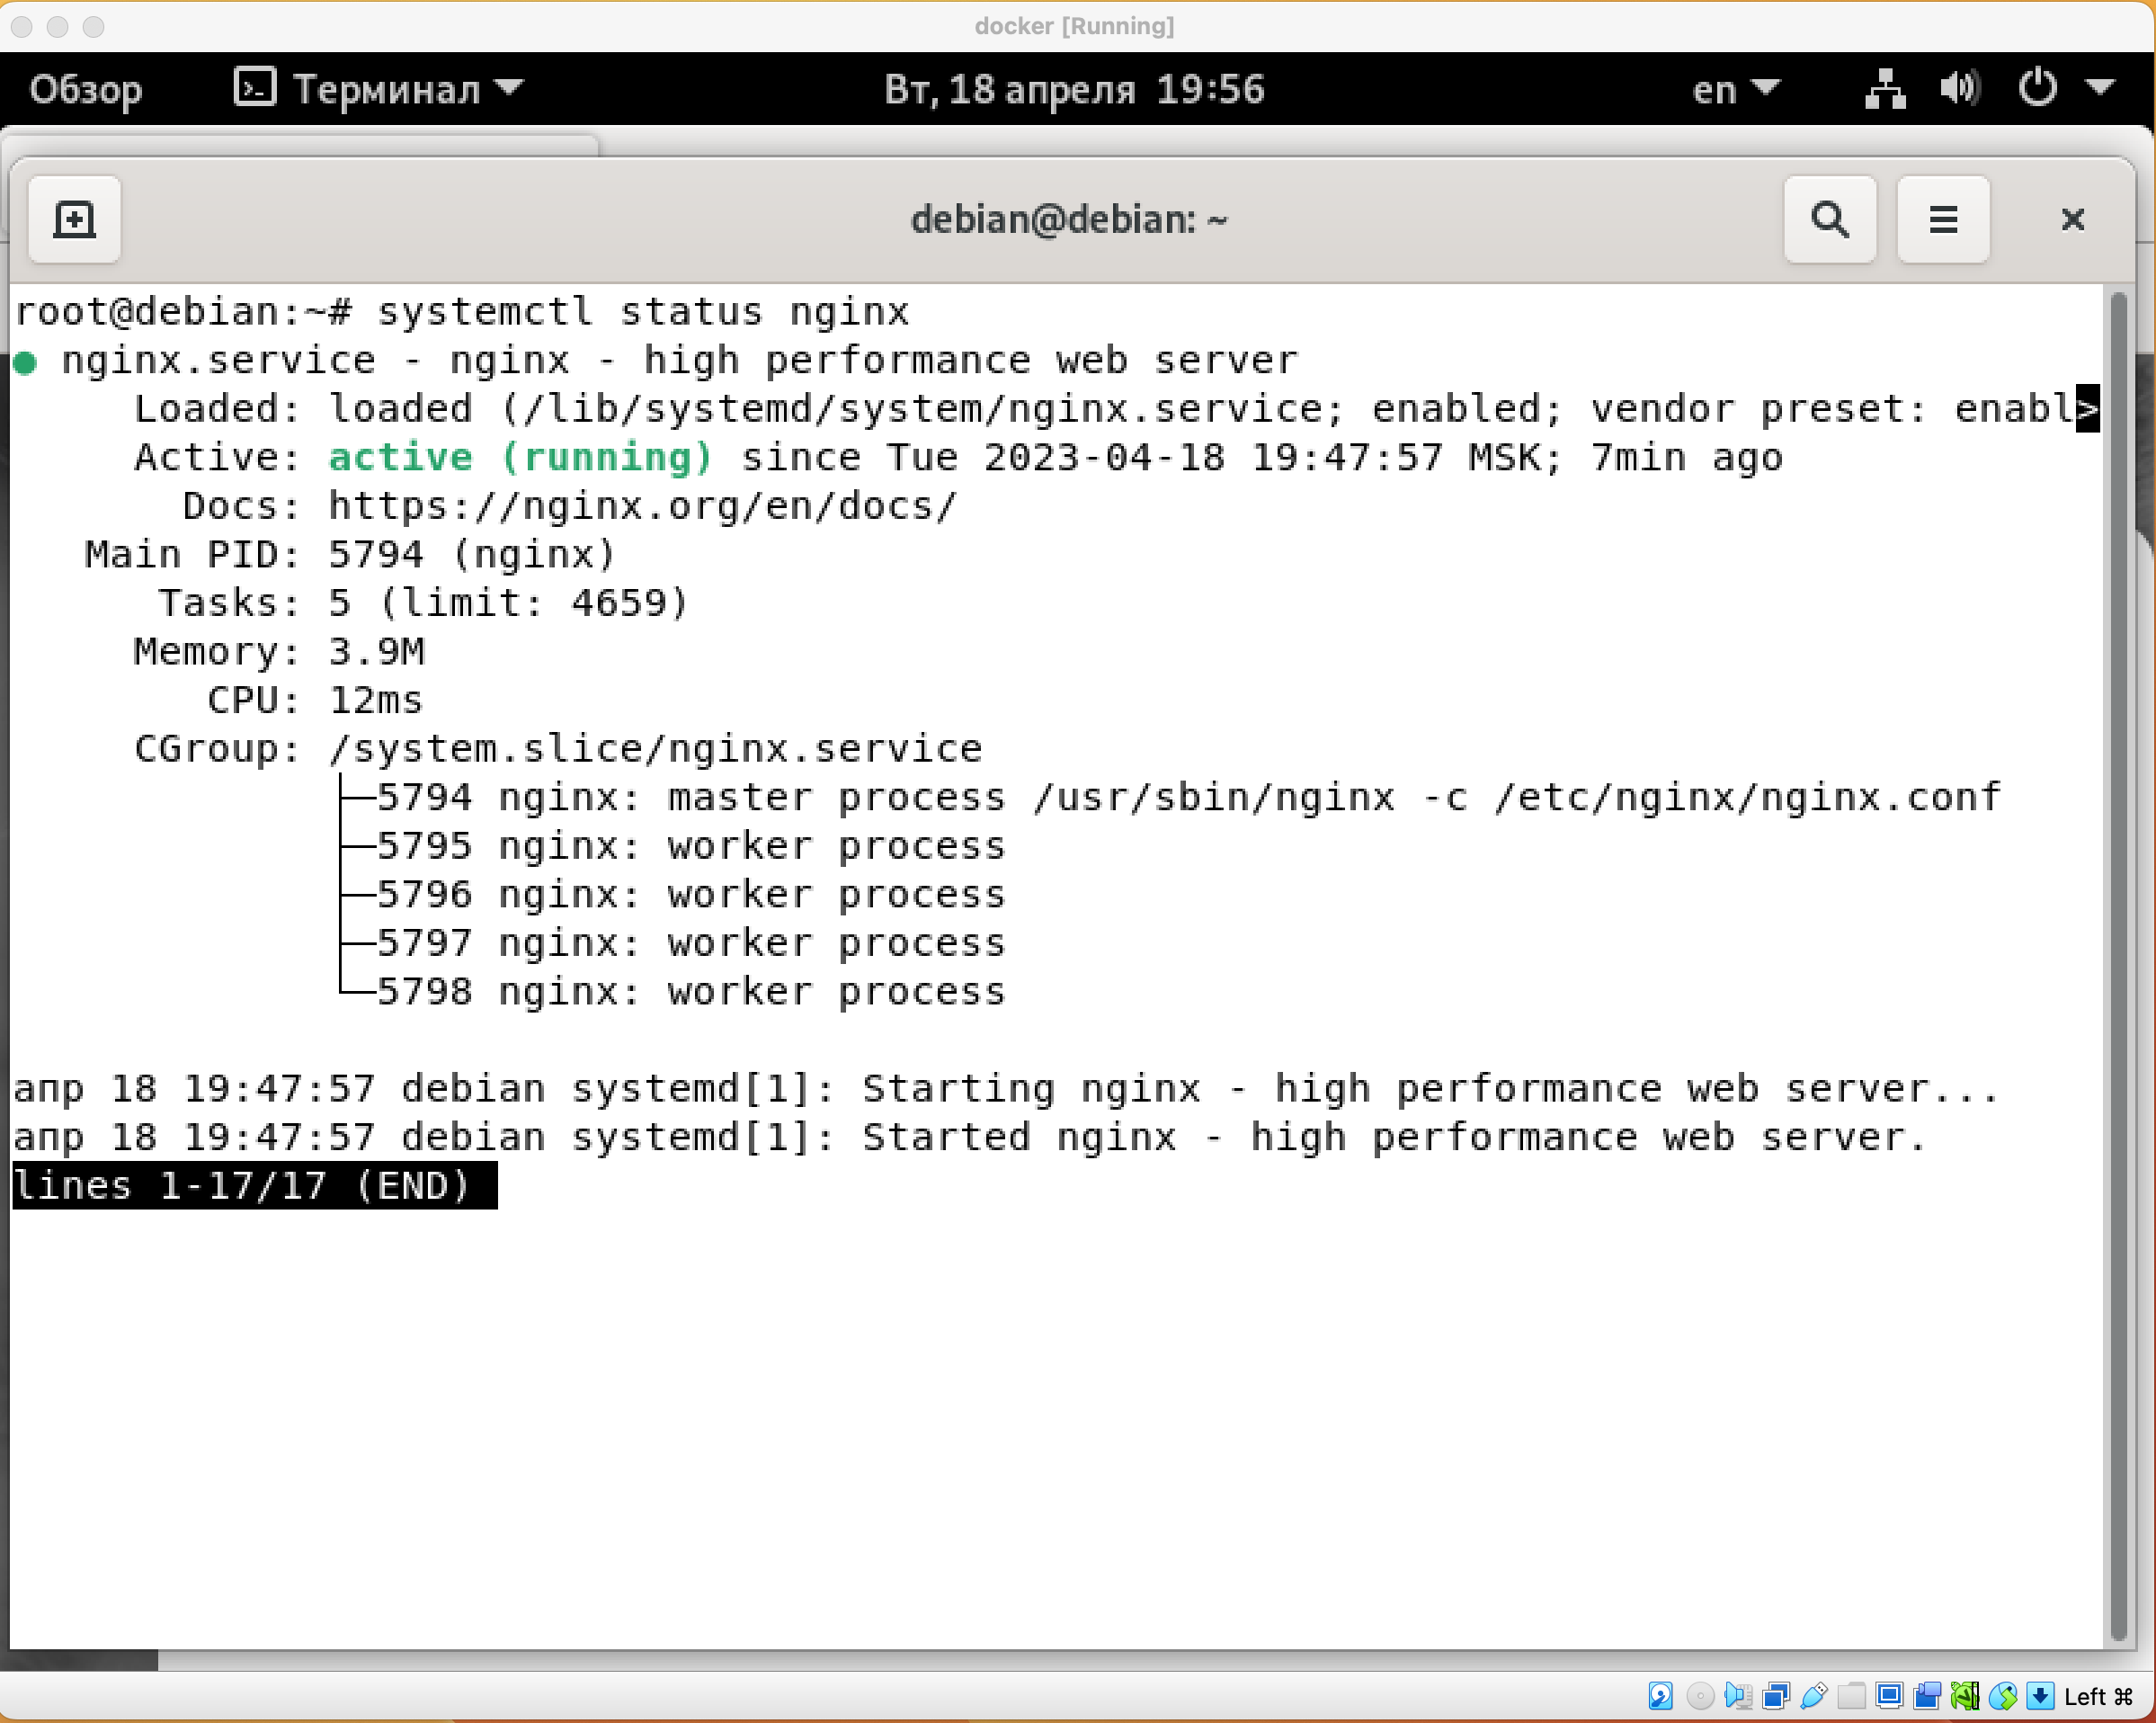 docker [Running]
Обзор Терминал Вт, 18 апреля 19:56 en
debian@debian: ~
root@debian:~# systemctl status nginx
● nginx.service - nginx - high performance web server
Loaded: loaded (/lib/systemd/system/nginx.service; enabled; vendor preset: enabl>
Active: active (running) since Tue 2023-04-18 19:47:57 MSK; 7min ago
Docs: https://nginx.org/en/docs/
Main PID: 5794 (nginx)
Tasks: 5 (limit: 4659)
Memory: 3.9M
CPU: 12ms
CGroup: /system.slice/nginx.service
├─5794 nginx: master process /usr/sbin/nginx -c /etc/nginx/nginx.conf
├─5795 nginx: worker process
├─5796 nginx: worker process
├─5797 nginx: worker process
└─5798 nginx: worker process
апр 18 19:47:57 debian systemd[1]: Starting nginx - high performance web server...
апр 18 19:47:57 debian systemd[1]: Started nginx - high performance web server.
lines 1-17/17 (END)
Left ⌘